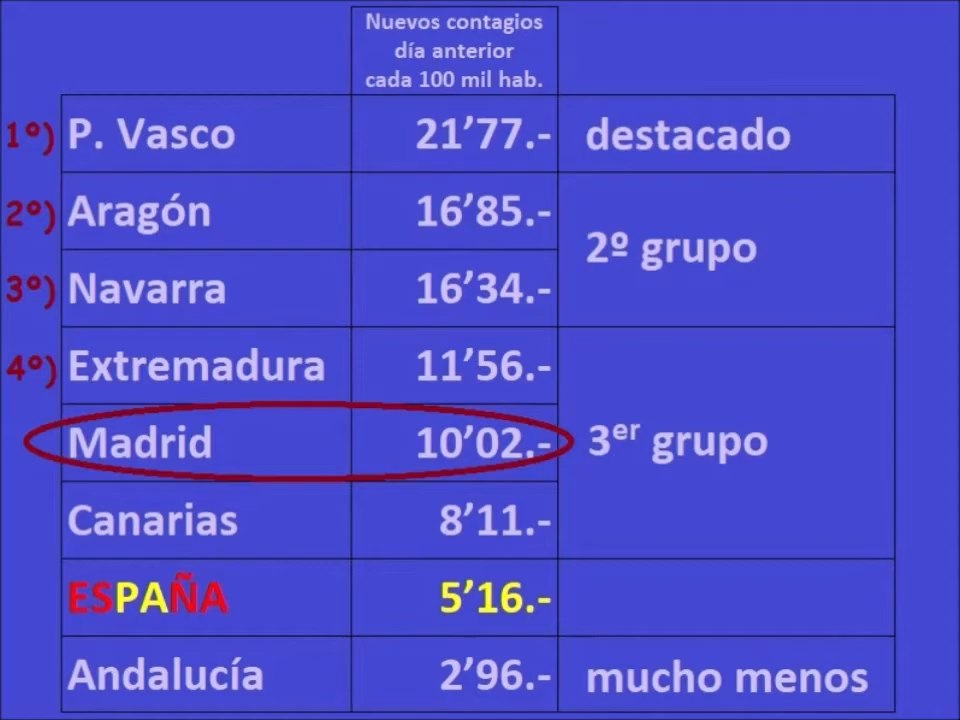 Nuevos contagios
día anterior
cada 100 mil hab.
1º) P. Vasco 21’77.- destacado
2º) Aragón 16’85.-
2º grupo
3º) Navarra 16’34.-
4º) Extremadura 11’56.-
Madrid 10’02.- 3er grupo
Canarias 8’11.-
ESPAÑA 5’16.-
Andalucía 2’96.- mucho menos